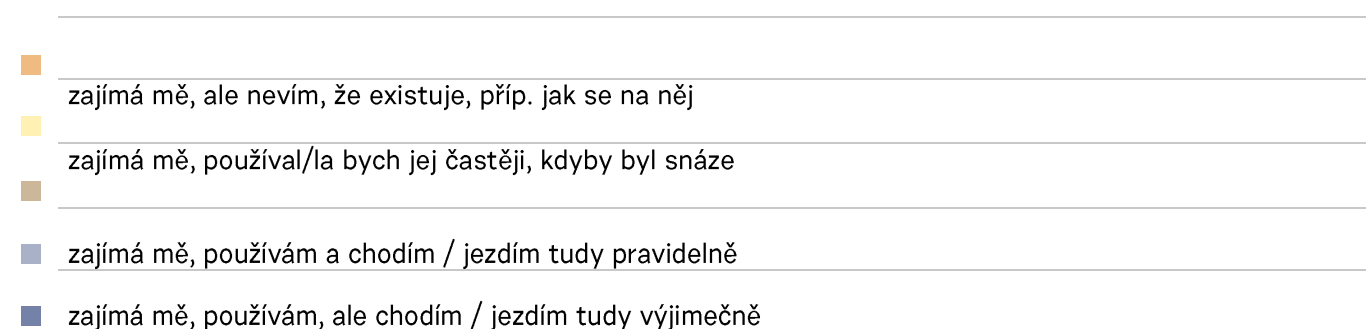 zajímá mě, ale nevím, že existuje, příp. jak se na něj
zajímá mě, používal/la bych jej častěji, kdyby byl snáze
zajímá mě, používám a chodím / jezdím tudy pravidelně
zajímá mě, používám, ale chodím / jezdím tudy výjimečně